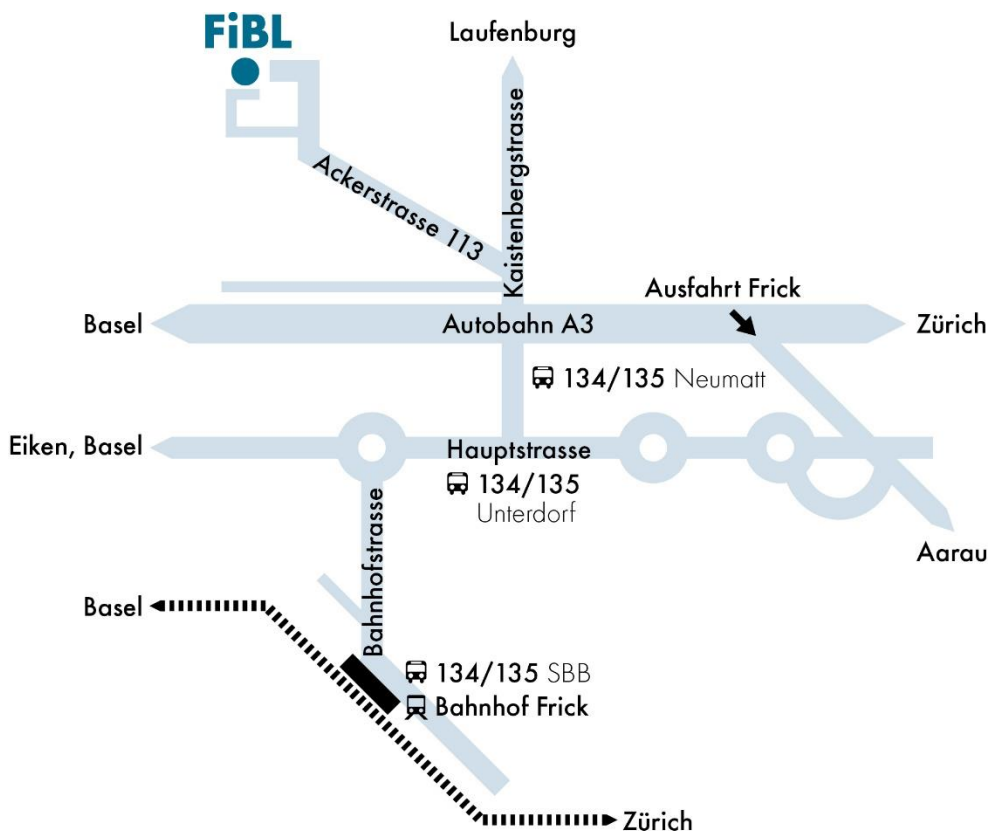 FiBL
Laufenburg
Kaistenbergstrasse
Ackerstrasse 113
Ausfahrt Frick
Basel
Autobahn A3
Zürich
134/135 Neumatt
Eiken, Basel
Hauptstrasse
134/135
Unterdorf
Aarau
Bahnhofstrasse
Basel
134/135 SBB
Bahnhof Frick
Zürich